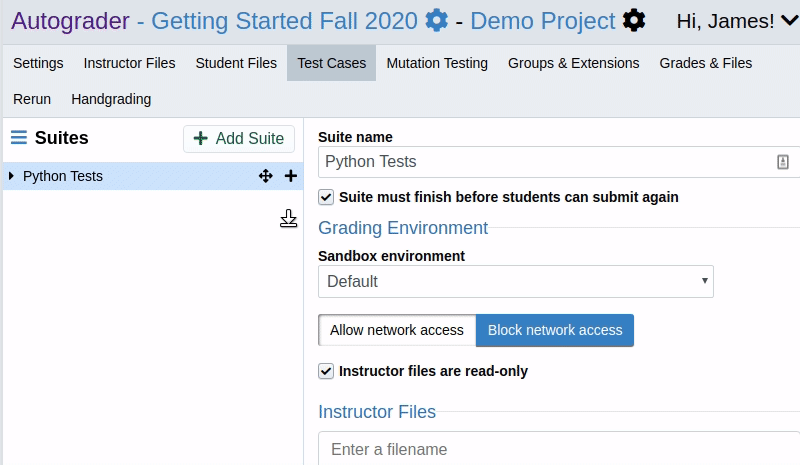 Autograder - Getting Started Fall 2020 - Demo Project Hi, James!
Settings Instructor Files Student Files Test Cases Mutation Testing Groups & Extensions Grades & Files
Rerun Handgrading
Suites Add Suite
Python Tests
Suite name
Python Tests
Suite must finish before students can submit again
Grading Environment
Sandbox environment
Default
Allow network access Block network access
Instructor files are read-only
Instructor Files
Enter a filename